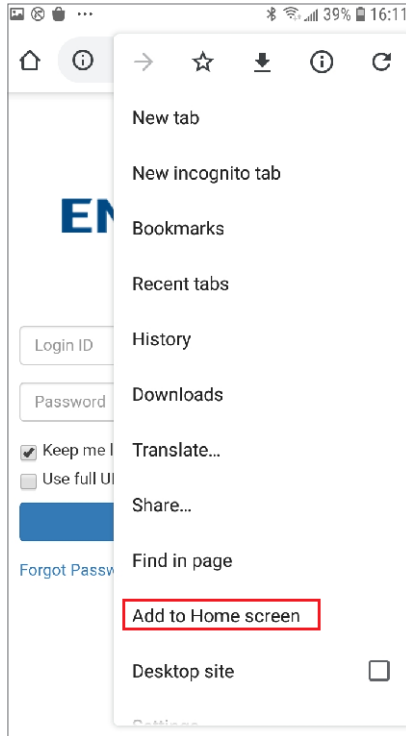 39% 16:11
New tab
New incognito tab
EN
Bookmarks
Recent tabs
History
Login ID
Downloads
Password
Keep me l
Translate...
Use full U
Share...
Find in page
Forgot Passw
Add to Home screen
Desktop site
Settings